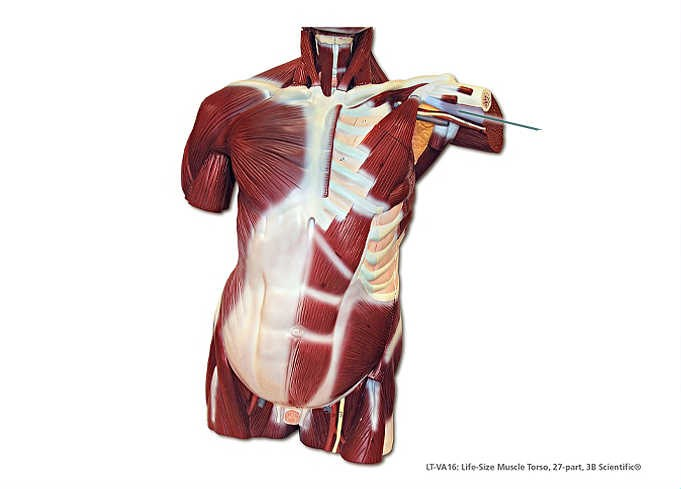 LT-VA16: Life-Size Muscle Torso, 27-part, 3B Scientific®